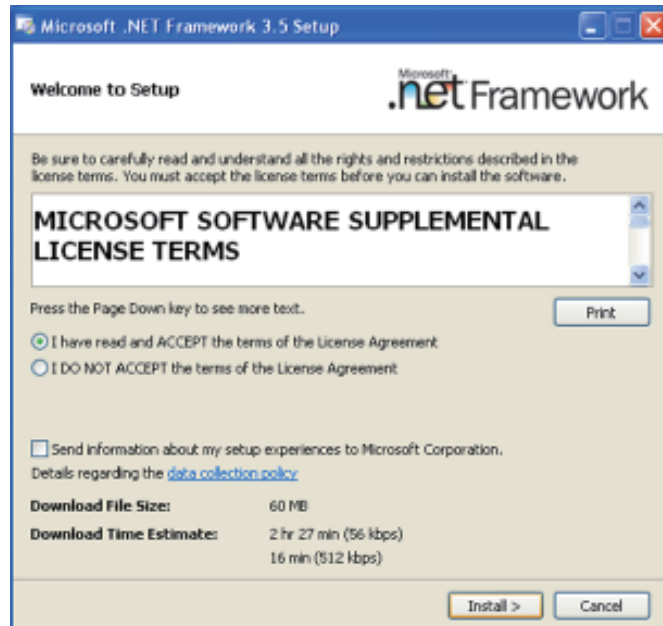 Microsoft .NET Framework 3.5 Setup
Welcome to Setup
Microsoft
.net Framework
Be sure to carefully read and understand all the rights and restrictions described in the
license terms. You must accept the license terms before you can install the software.
MICROSOFT SOFTWARE SUPPLEMENTAL
LICENSE TERMS
Press the Page Down key to see more text.
Print
I have read and ACCEPT the terms of the License Agreement
I DO NOT ACCEPT the terms of the License Agreement
Send information about my setup experiences to Microsoft Corporation.
Details regarding the data collection policy
Download File Size: 60 MB
Download Time Estimate: 2 hr 27 min (56 kbps)
16 min (512 kbps)
Install > Cancel